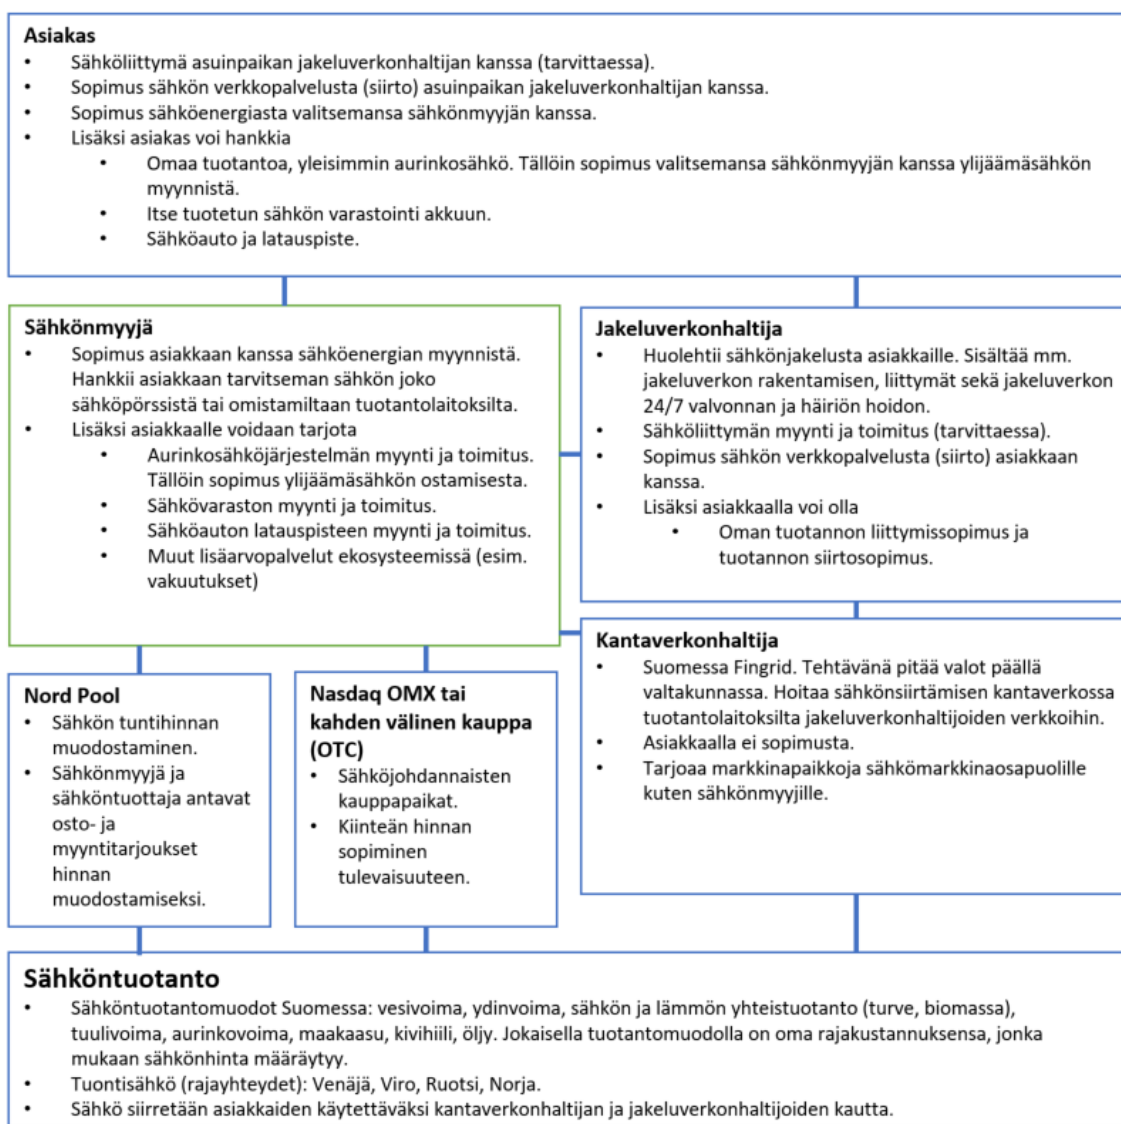 Asiakas
• Sähköliittymä asuinpaikan jakeluverkonhaltijan kanssa (tarvittaessa).
• Sopimus sähkön verkkopalvelusta (siirto) asuinpaikan jakeluverkonhaltijan kanssa.
• Sopimus sähköenergiasta valitsemansa sähkönmyyjän kanssa.
• Lisäksi asiakas voi hankkia
• Omaa tuotantoa, yleisimmin aurinkosähkö. Tällöin sopimus valitsemansa sähkönmyyjän kanssa ylijäämäsähkön
myynnistä.
• Itse tuotetun sähkön varastointi akkuun.
• Sähköauto ja latauspiste.
Sähkönmyyjä
• Sopimus asiakkaan kanssa sähköenergian myynnistä.
Hankkii asiakkaan tarvitseman sähkön joko
sähköpörssistä tai omistamiltaan tuotantolaitoksilta.
• Lisäksi asiakkaalle voidaan tarjota
• Aurinkosähköjärjestelmän myynti ja toimitus.
Tällöin sopimus ylijäämäsähkön ostamisesta.
• Sähkövaraston myynti ja toimitus.
• Sähköauton latauspisteen myynti ja toimitus.
• Muut lisäarvopalvelut ekosysteemissä (esim.
vakuutukset)
Jakeluverkonhaltija
• Huolehtii sähkönjakelusta asiakkaille. Sisältää mm.
jakeluverkon rakentamisen, liittymät sekä jakeluverkon
24/7 valvonnan ja häiriön hoidon.
• Sähköliittymän myynti ja toimitus (tarvittaessa).
• Sopimus sähkön verkkopalvelusta (siirto) asiakkaan
kanssa.
• Lisäksi asiakkaalla voi olla
• Oman tuotannon liittymissopimus ja
tuotannon siirtosopimus.
Kantaverkonhaltija
• Suomessa Fingrid. Tehtävänä pitää valot päällä
valtakunnassa. Hoitaa sähkönsiirtämisen kantaverkossa
tuotantolaitoksilta jakeluverkonhaltijoiden verkkoihin.
• Asiakkaalla ei sopimusta.
• Tarjoaa markkinapaikkoja sähkömarkkinaosapuolille
kuten sähkönmyyjille.
Nord Pool
• Sähkön tuntihinnan
muodostaminen.
• Sähkönmyyjä ja
sähköntuottaja antavat
osto- ja
myyntitarjoukset
hinnan
muodostamiseksi.
Nasdaq OMX tai
kahden välinen kauppa
(OTC)
• Sähköjohdannaisten
kauppapaikat.
• Kiinteän hinnan
sopiminen
tulevaisuuteen.
Sähköntuotanto
• Sähköntuotantomuodot Suomessa: vesivoima, ydinvoima, sähkön ja lämmön yhteistuotanto (turve, biomassa),
tuulivoima, aurinkovoima, maakaasu, kivihiili, öljy. Jokaisella tuotantomuodolla on oma rajakustannuksensa, jonka
mukaan sähkönhinta määräytyy.
• Tuontisähkö (rajayhteydet): Venäjä, Viro, Ruotsi, Norja.
• Sähkö siirretään asiakkaiden käytettäväksi kantaverkonhaltijan ja jakeluverkonhaltijoiden kautta.